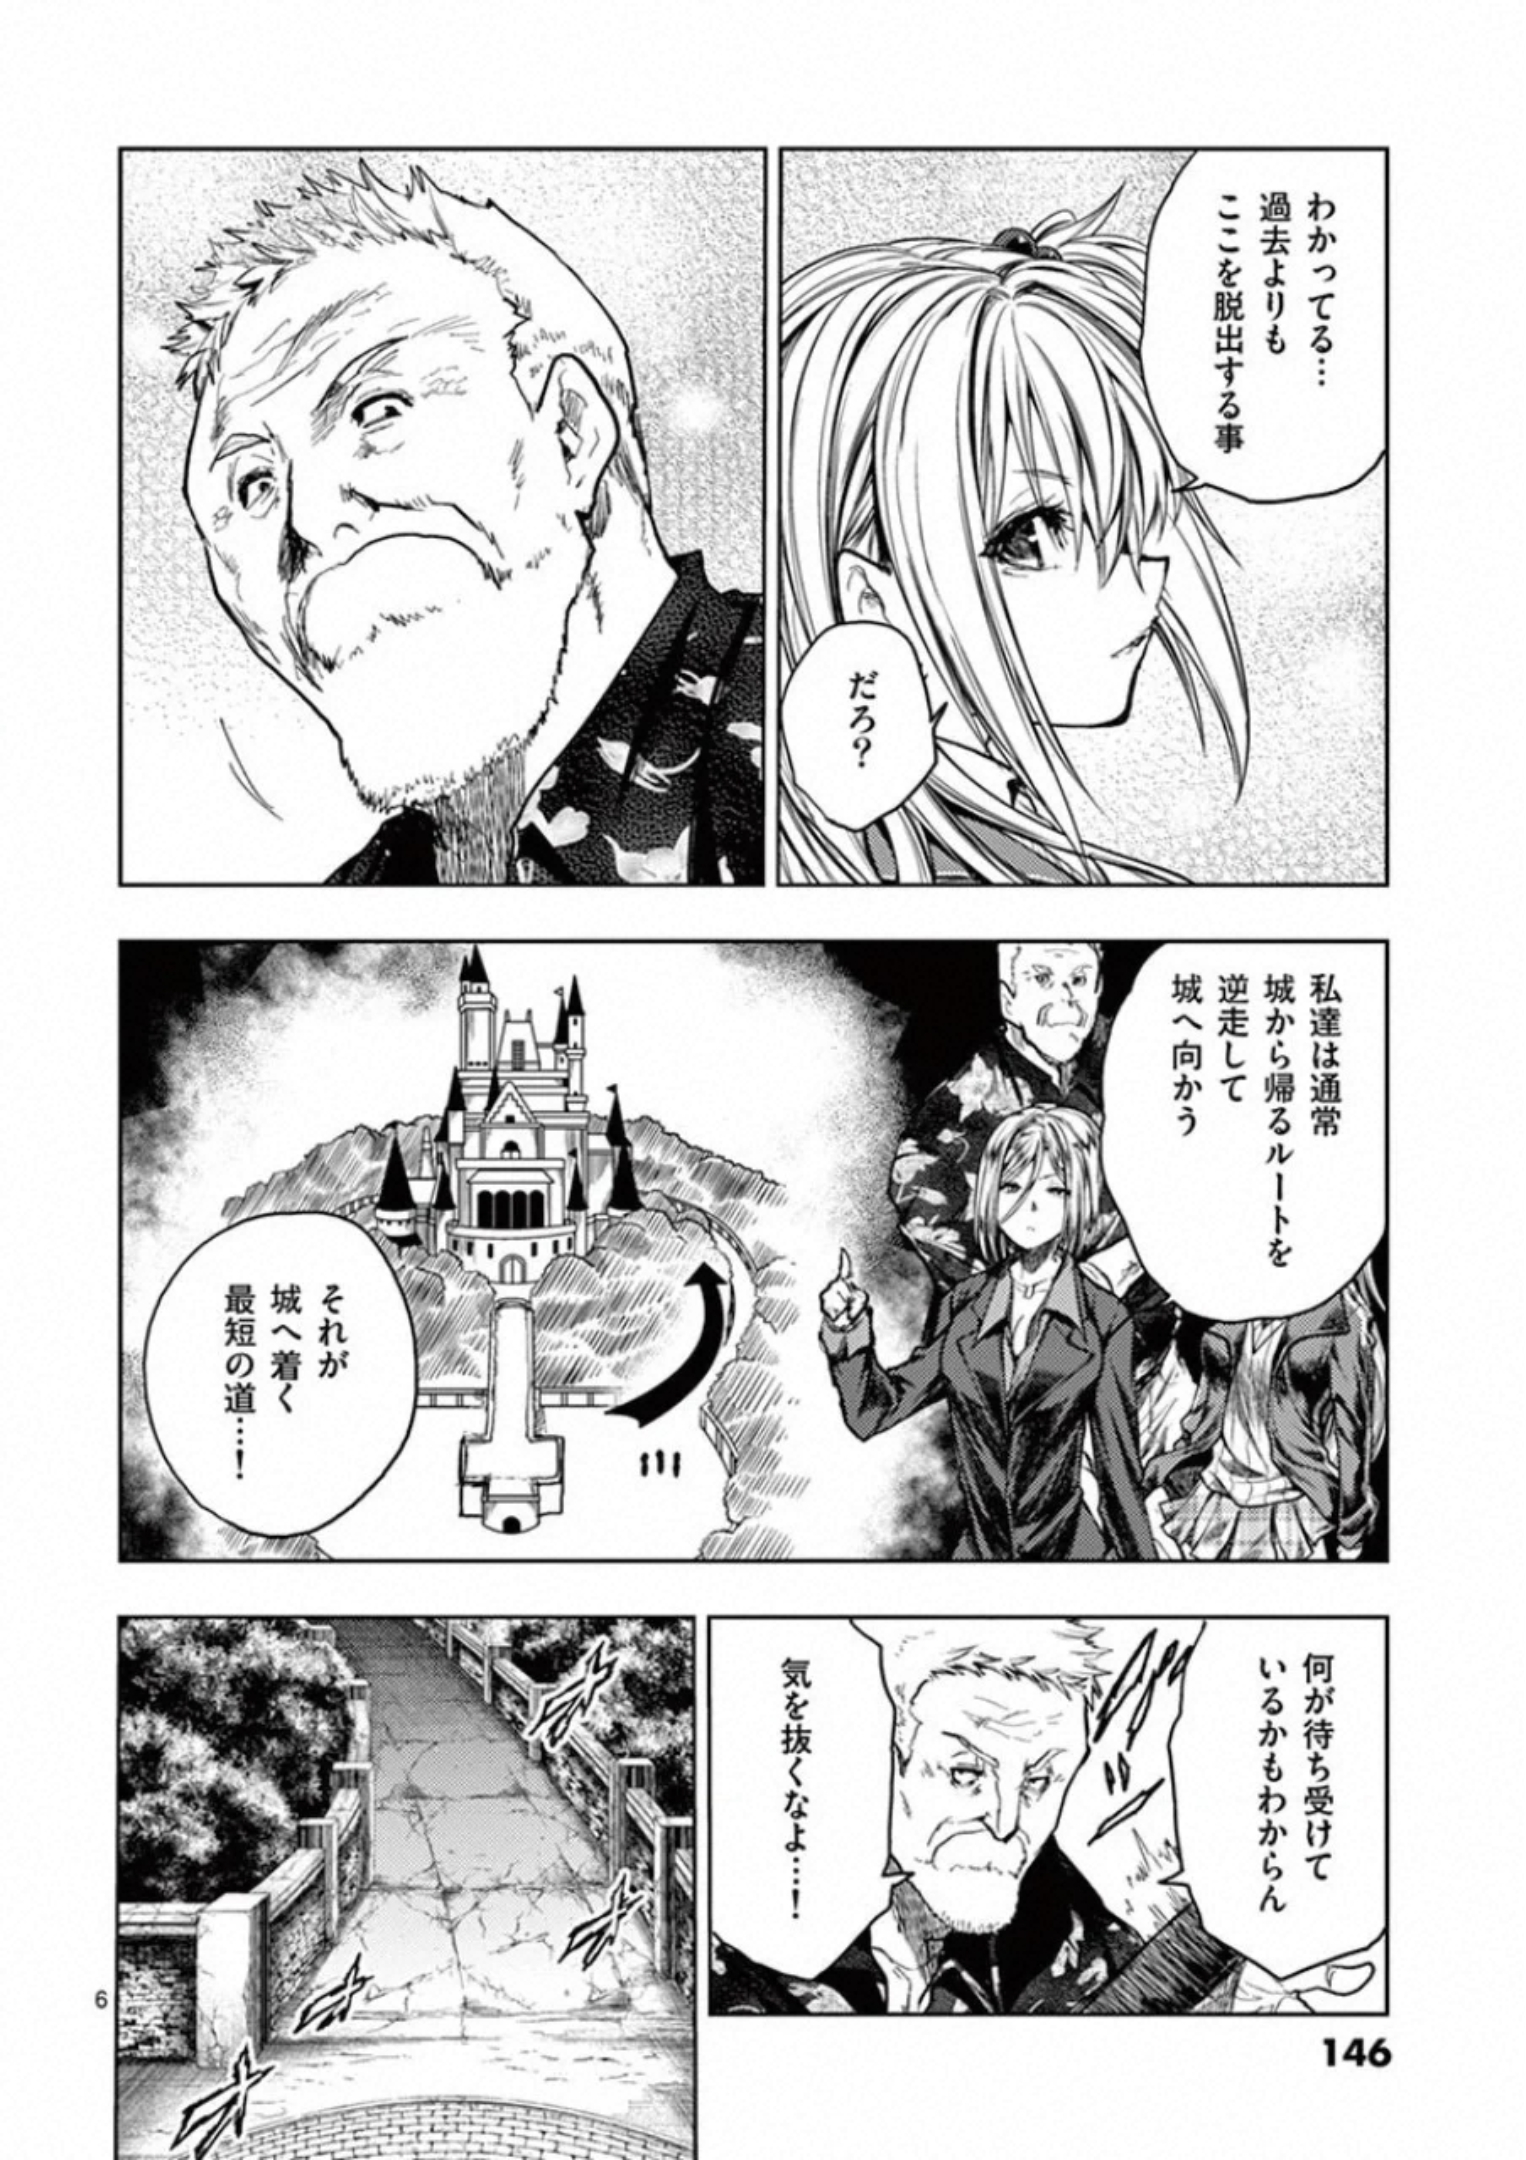 わかってる…
過去よりも
ここを脱出する事
だろ？
私達は通常
城から帰るルートを
逆走して
城へ向かう
それが
城へ着く
最短の道…！
何が待ち受けて
いるかもわからん
気を抜くなよ…！
6
146